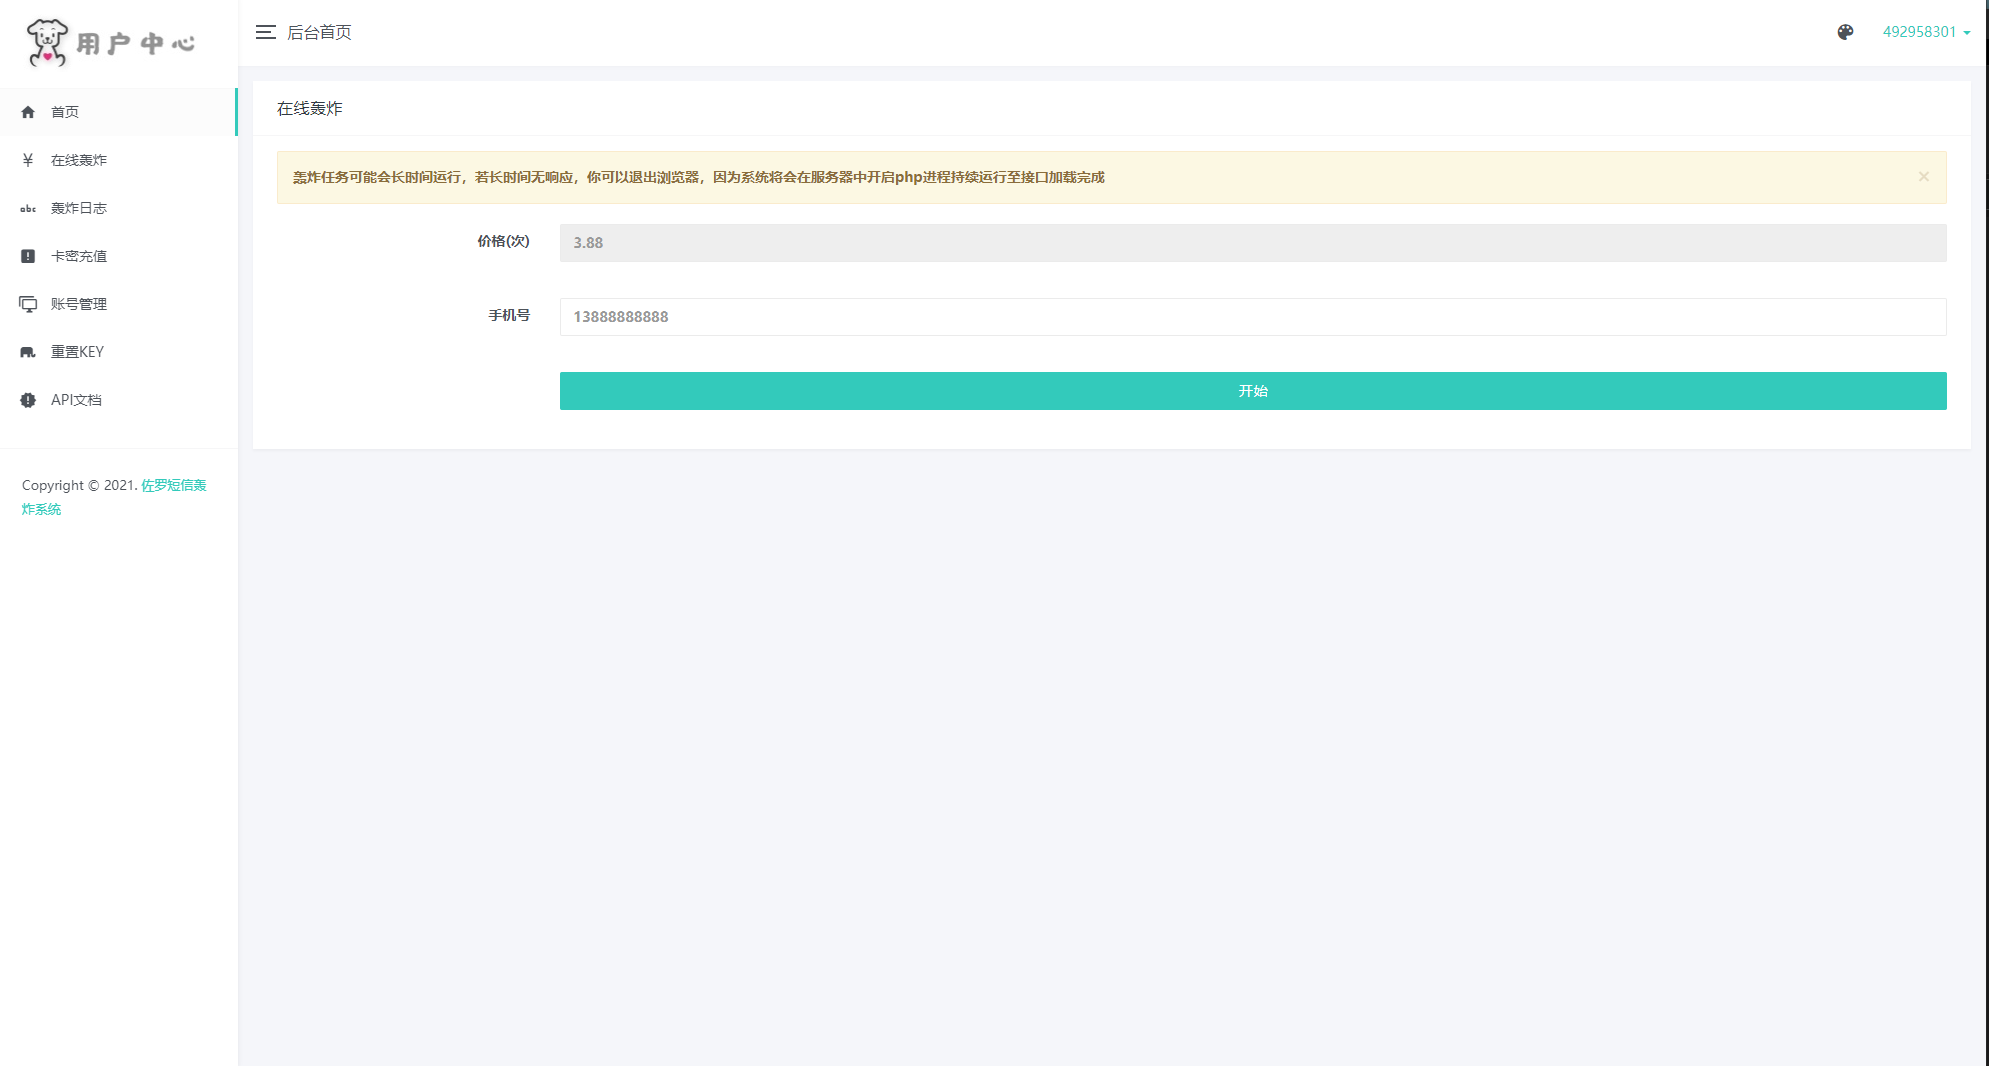 用户中心
后台首页
492958301
首页
在线轰炸
轰炸日志
卡密充值
账号管理
重置KEY
API文档
Copyright © 2021. 佐罗短信轰
炸系统
在线轰炸
轰炸任务可能会长时间运行，若长时间无响应，你可以退出浏览器，因为系统将会在服务器中开启php进程持续运行至接口加载完成
×
价格(次)
3.88
手机号
13888888888
开始